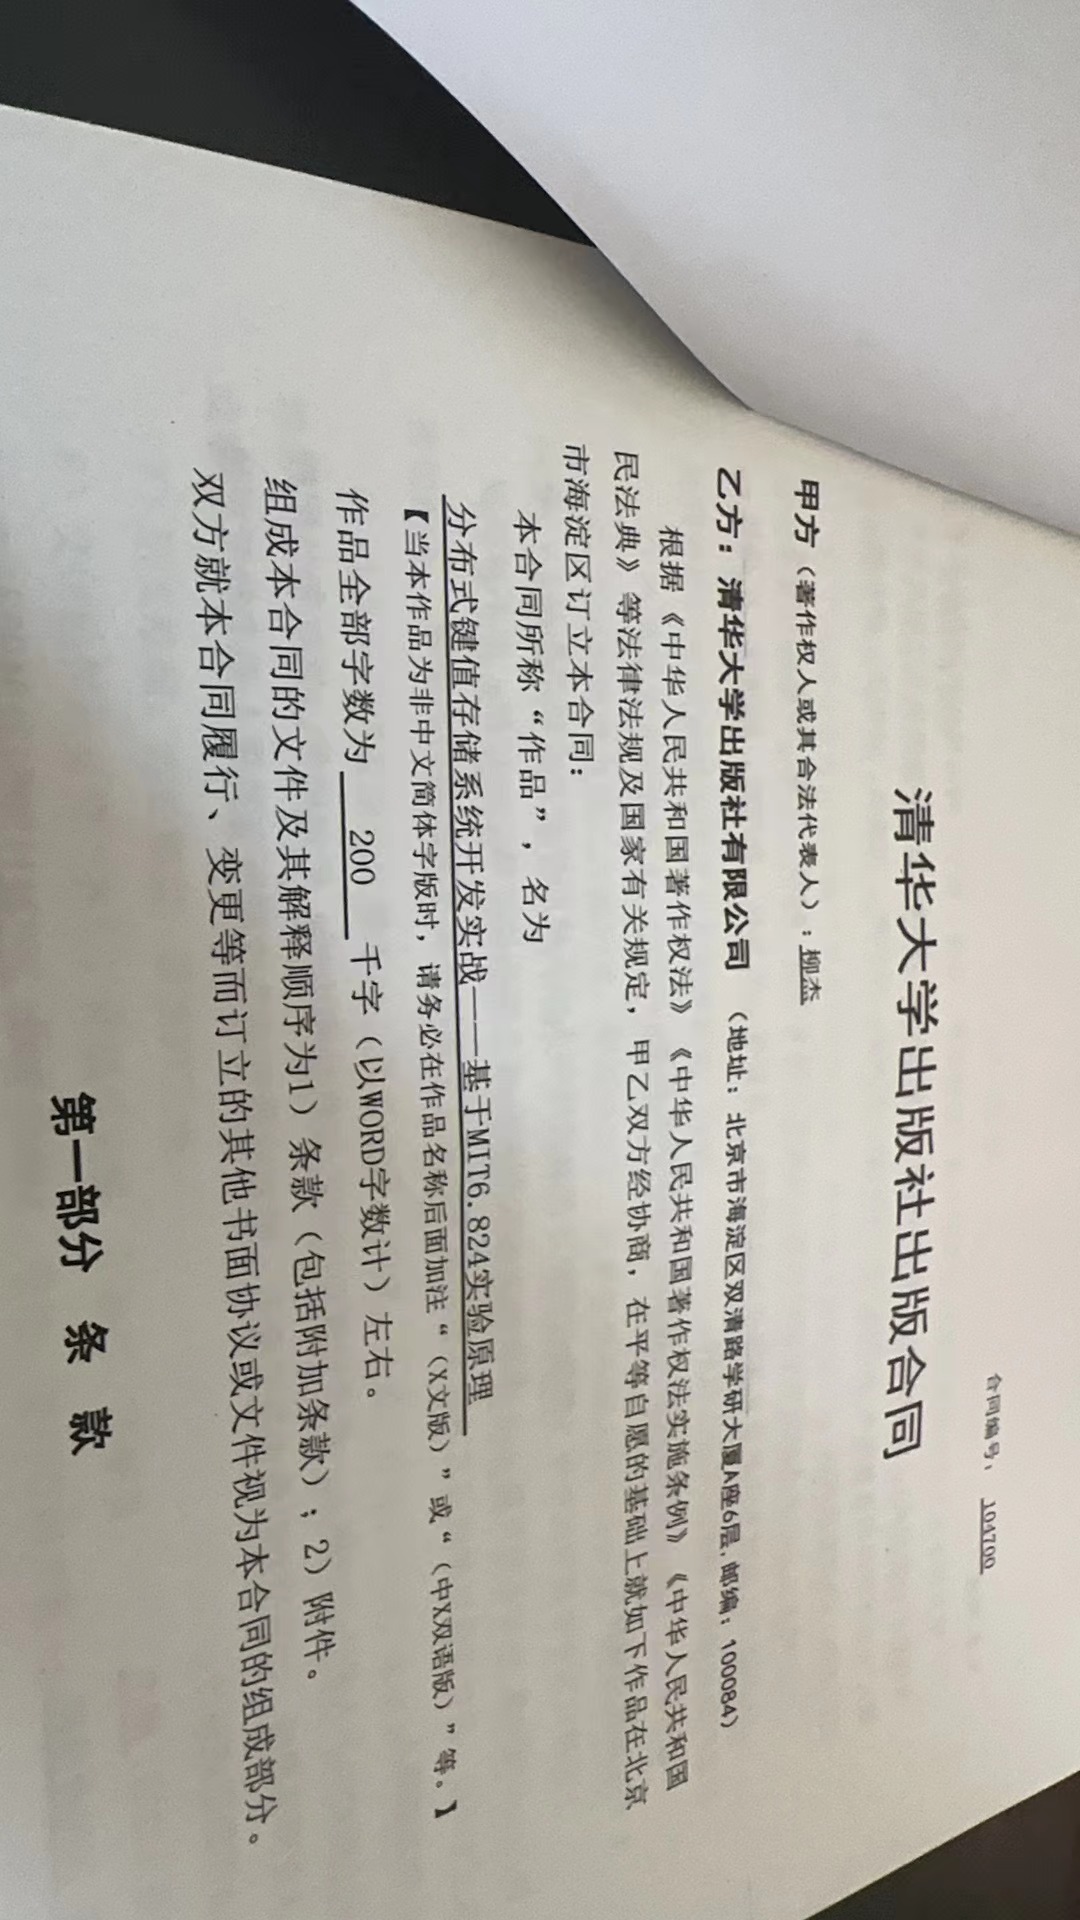 合同编号：104700
清华大学出版社出版合同
甲方（著作权人或其合法代表人）：柳杰
乙方：清华大学出版社有限公司（地址：北京市海淀区双清路学研大厦A座6层,邮编：100084）
根据《中华人民共和国著作权法》《中华人民共和国著作权法实施条例》《中华人民共和国
民法典》等法律法规及国家有关规定，甲乙双方经协商，在平等自愿的基础上就如下作品在北京
市海淀区订立本合同：
本合同所称“作品”，名为
分布式键值存储系统开发实战——基于MIT6.824实验原理
【当本作品为非中文简体字版时，请务必在作品名称后面加注“（X文版）”或“（中X双语版）”等。】
作品全部字数为 200 千字（以WORD字数计）左右。
组成本合同的文件及其解释顺序为1）条款（包括附加条款）；2）附件。
双方就本合同履行、变更等而订立的其他书面协议或文件视为本合同的组成部分。
第一部分 条 款